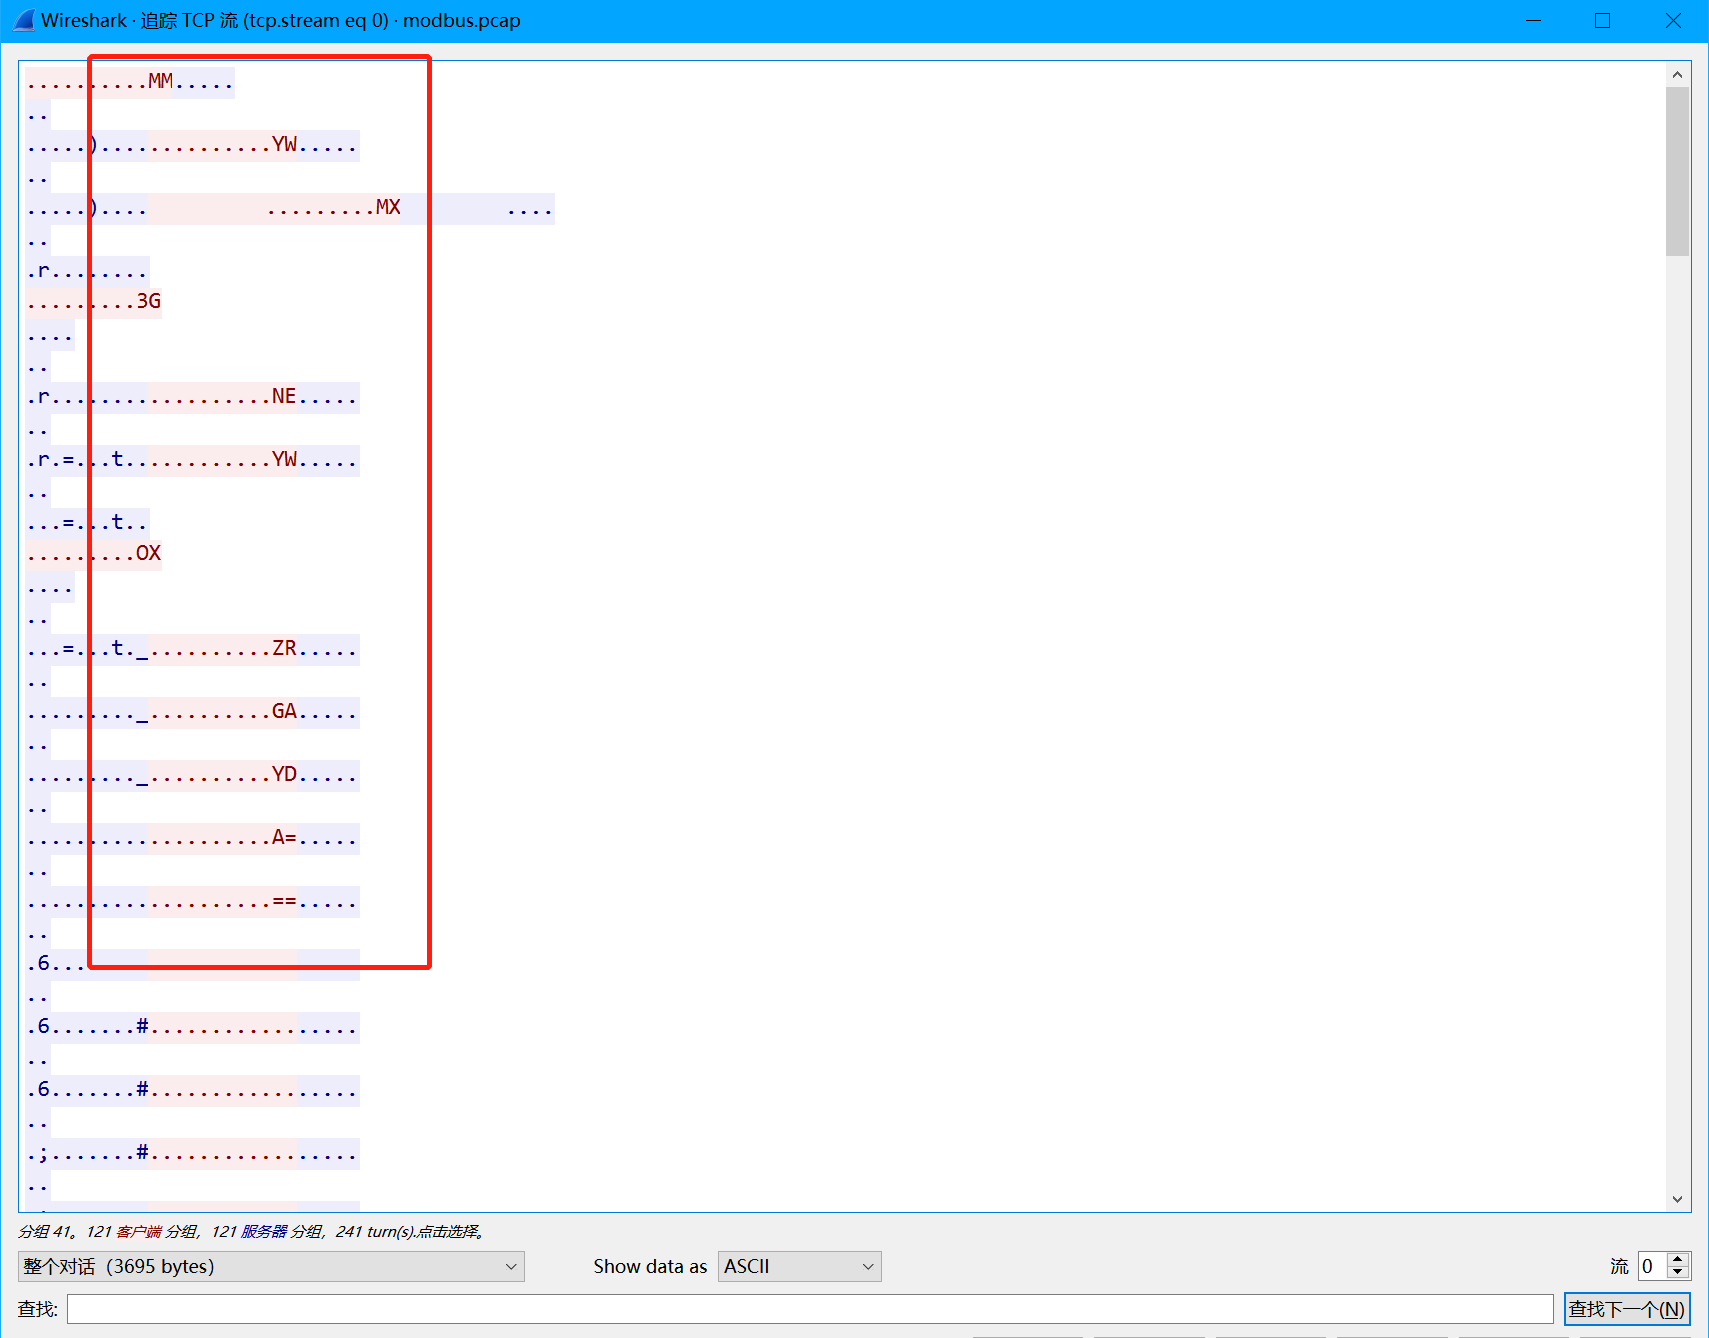 Wireshark · 追踪 TCP 流 (tcp.stream eq 0) · modbus.pcap
..........MM.....
..
.....)..............YW.....
..
.....).... .........MX ....
..
.r........
.........3G
....
..
.r..................NE.....
..
.r.=...t............YW.....
..
...=...t..
.........OX
....
..
...=...t._..........ZR.....
..
........._..........GA.....
..
........._..........YD.....
..
....................A=.....
..
....................==.....
..
.6...
..
.6.......#.................
..
.6.......#.................
..
.;.......#.................
..
分组 41。121 客户端 分组，121 服务器 分组，241 turn(s).点击选择。
整个对话（3695 bytes） Show data as ASCII 流 0
查找: 查找下一个(N)